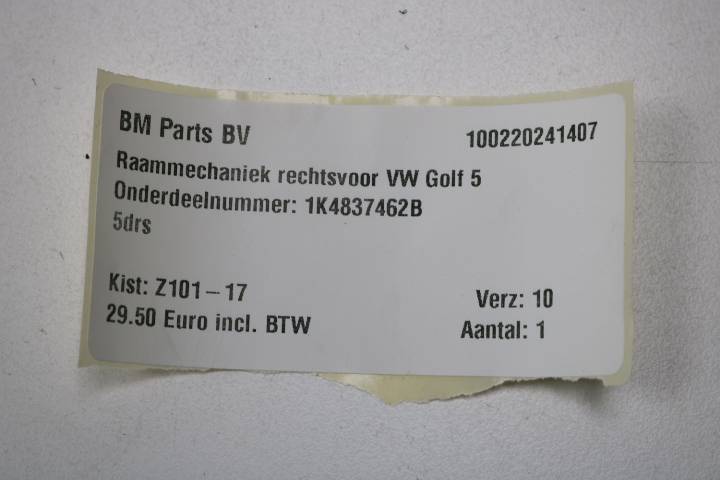 BM Parts BV 100220241407
Raammechaniek rechtsvoor VW Golf 5
Onderdeelnummer: 1K4837462B
5drs
Kist: Z101-17 Verz: 10
29.50 Euro incl. BTW Aantal: 1